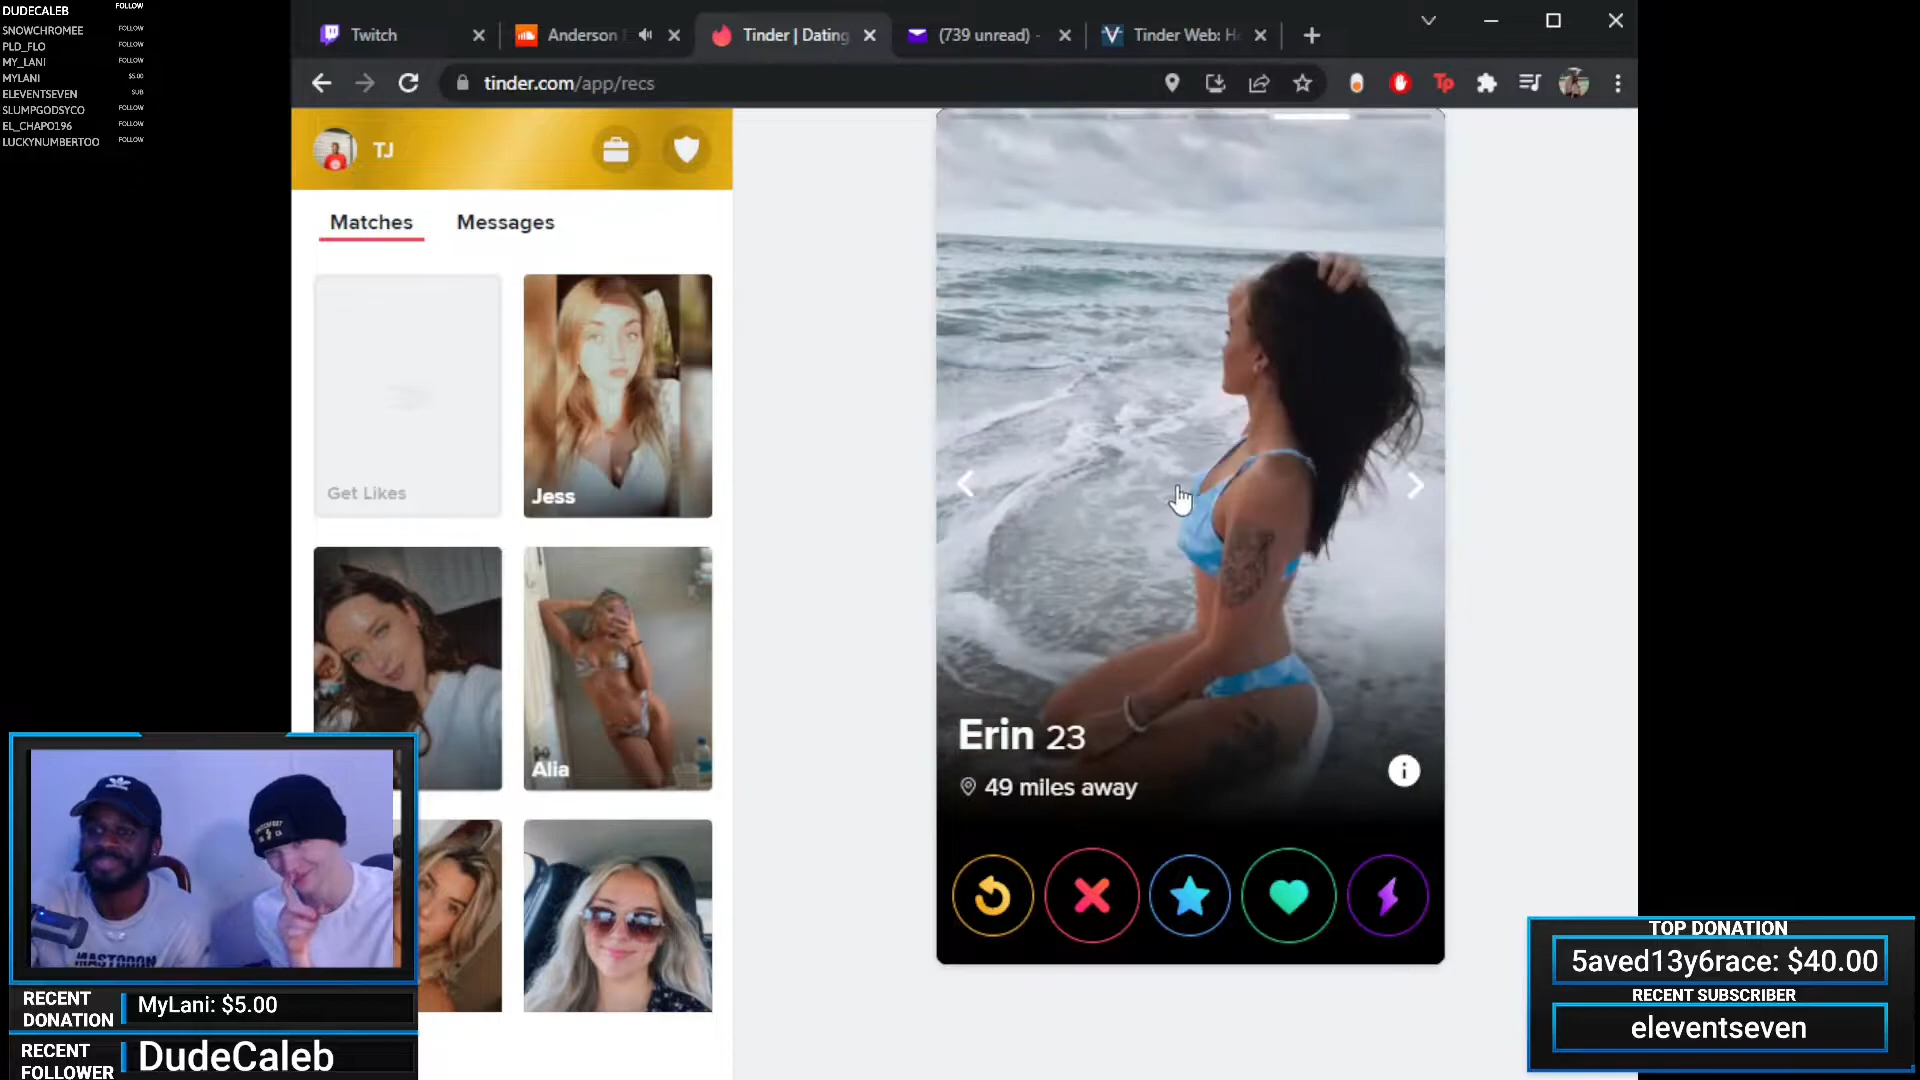 DUDECALEB FOLLOW
SNOWCHROMEE FOLLOW
PLD_FLO FOLLOW
MY_LANI FOLLOW
MYLANI $5.00
ELEVENTSEVEN SUB
SLUMPGODSYCO FOLLOW
EL_CHAPO196 FOLLOW
LUCKYNUMBERTOO FOLLOW
Twitch
Anderson
Tinder | Dating
(739 unread) -
Tinder Web: H
tinder.com/app/recs
Tp
TJ
Matches Messages
Get Likes
Jess
Alia
Erin 23
49 miles away
MASTODON
RECENT DONATION MyLani: $5.00
RECENT FOLLOWER DudeCaleb
TOP DONATION
5aved13y6race: $40.00
RECENT SUBSCRIBER
eleventseven